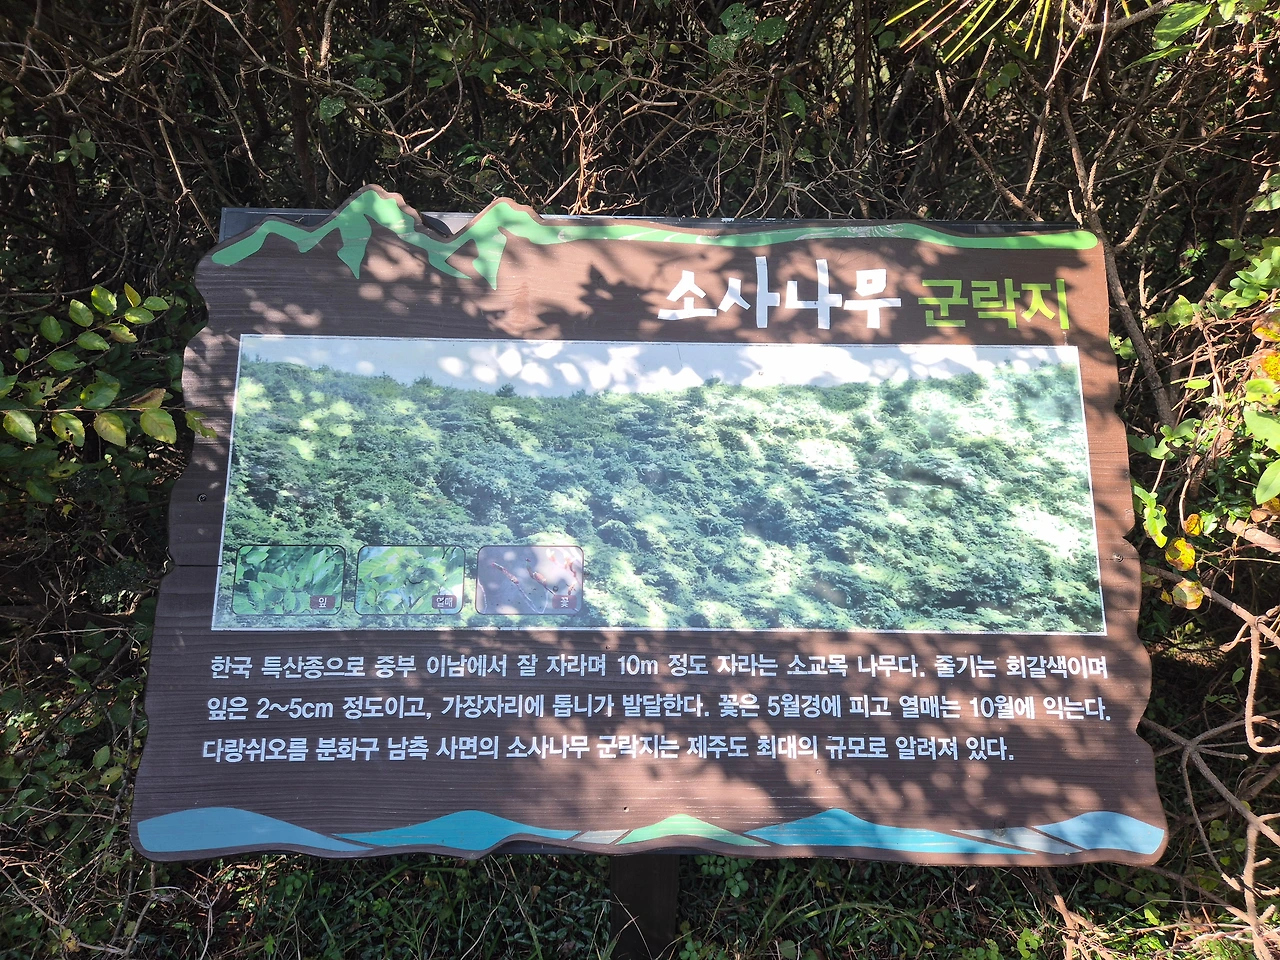 소사나무 군락지
잎
열매
꽃
한국 특산종으로 중부 이남에서 잘 자라며 10m 정도 자라는 소교목 나무다. 줄기는 회갈색이며
잎은 2~5cm 정도이고, 가장자리에 톱니가 발달한다. 꽃은 5월경에 피고 열매는 10월에 익는다.
다랑쉬오름 분화구 남측 사면의 소사나무 군락지는 제주도 최대의 규모로 알려져 있다.